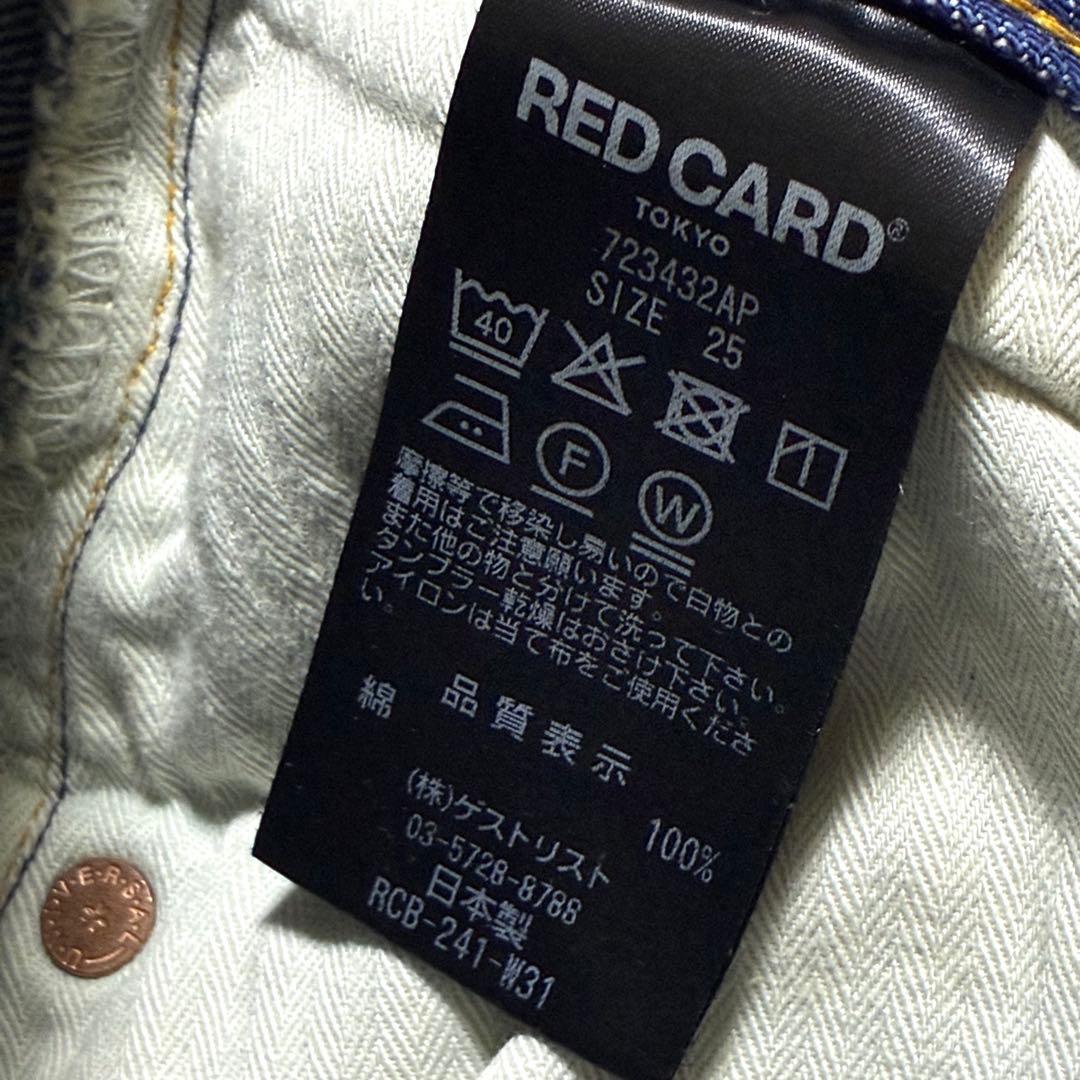 RED CARD®
TOKYO
723432AP
SIZE 25
40
F
W
摩擦等で移染し易いので白物との
着用はご注意願います。
また他の物と分けて洗って下さい。
タンブラー乾燥はおさけ下さい。
アイロンは当て布をご使用くださ
い。
品質表示
綿 100%
(株)ゲストリスト
03-5728-8788
日本製
RCB-241-W31
U·N·I·V·E·R·S·A·L